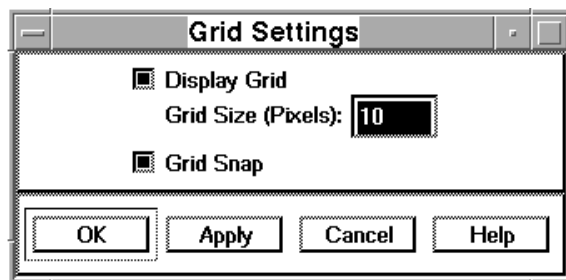 Grid Settings
Display Grid
Grid Size (Pixels): 10
Grid Snap
OK Apply Cancel Help